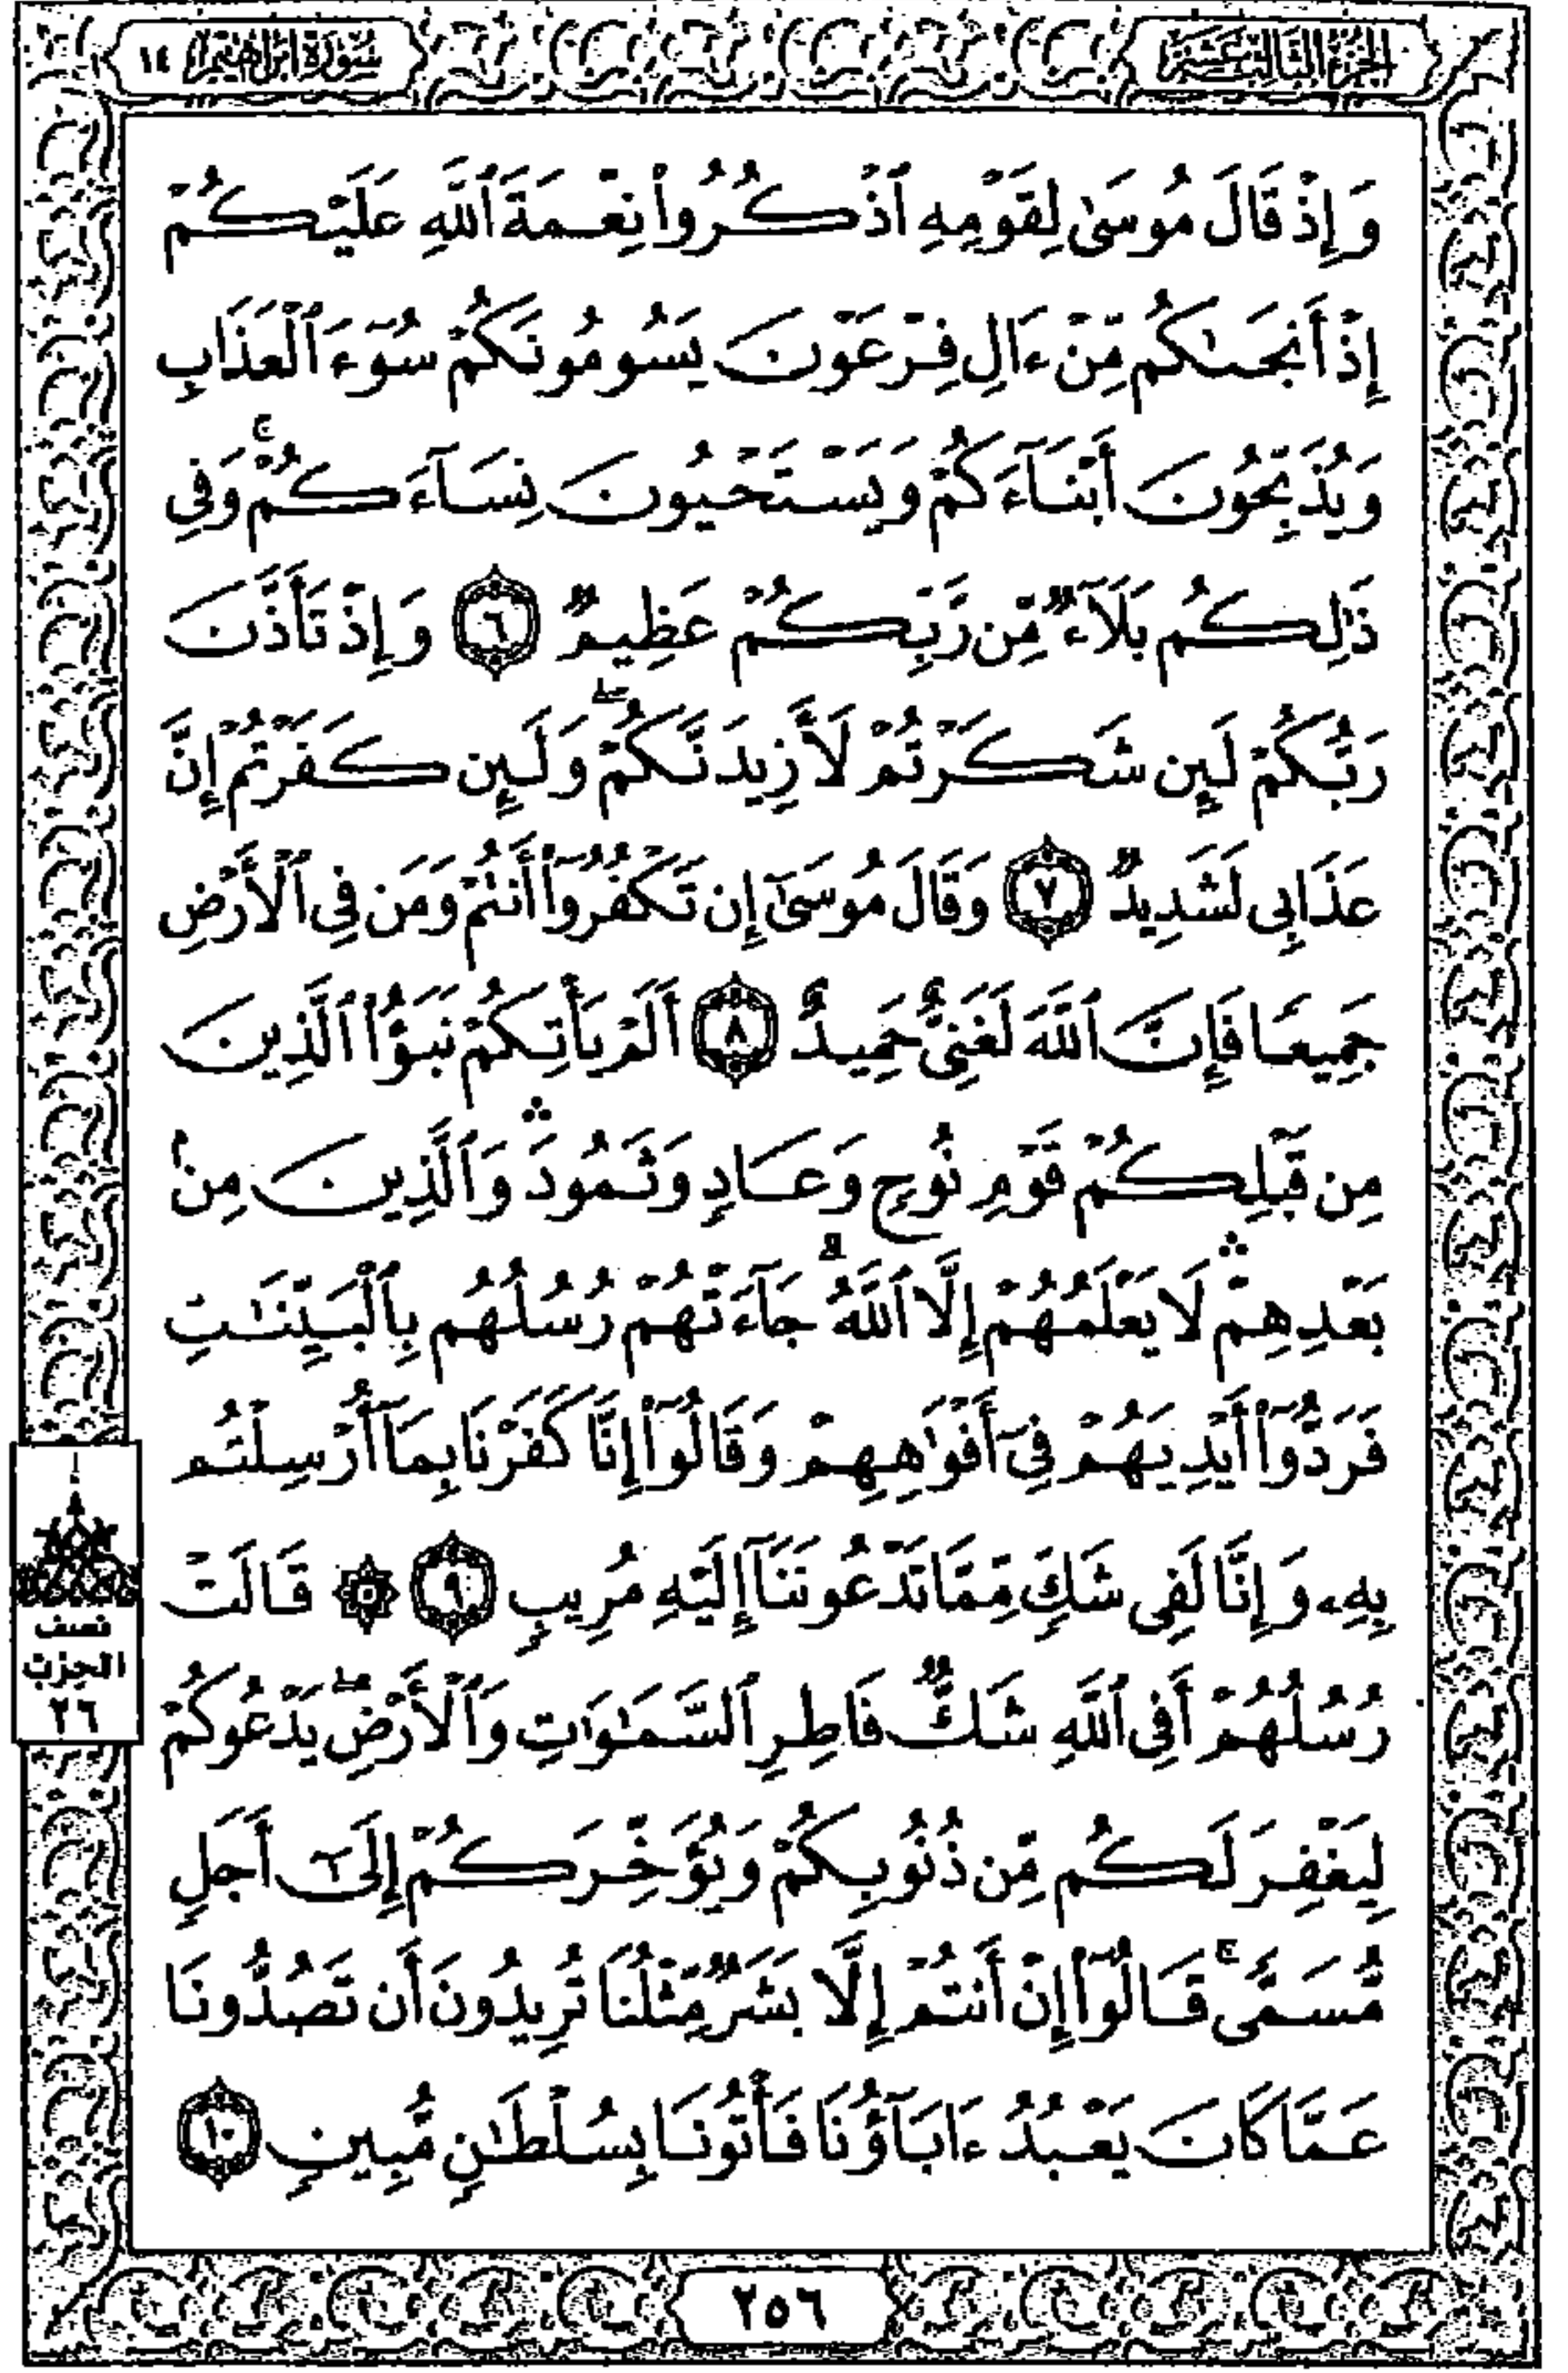 الجزء الثالث عشر
سورة ابراهيم ١٤
وَإِذْ قَالَ مُوسَىٰ لِقَوْمِهِ ٱذْكُرُوا۟ نِعْمَةَ ٱللَّهِ عَلَيْكُمْ
إِذْ أَنجَىٰكُم مِّنْ ءَالِ فِرْعَوْنَ يَسُومُونَكُمْ سُوٓءَ ٱلْعَذَابِ
وَيُذَبِّحُونَ أَبْنَآءَكُمْ وَيَسْتَحْيُونَ نِسَآءَكُمْ ۚ وَفِى
ذَٰلِكُم بَلَآءٌ مِّن رَّبِّكُمْ عَظِيمٌ ٦ وَإِذْ تَأَذَّنَ
رَبُّكُمْ لَئِن شَكَرْتُمْ لَأَزِيدَنَّكُمْ ۖ وَلَئِن كَفَرْتُمْ إِنَّ
عَذَابِى لَشَدِيدٌ ٧ وَقَالَ مُوسَىٰٓ إِن تَكْفُرُوٓا۟ أَنتُمْ وَمَن فِى ٱلْأَرْضِ
جَمِيعًا فَإِنَّ ٱللَّهَ لَغَنِىٌّ حَمِيدٌ ٨ أَلَمْ يَأْتِكُمْ نَبَؤُا۟ ٱلَّذِينَ
مِن قَبْلِكُمْ قَوْمِ نُوحٍ وَعَادٍ وَثَمُودَ ۛ وَٱلَّذِينَ مِنۢ
بَعْدِهِمْ ۛ لَا يَعْلَمُهُمْ إِلَّا ٱللَّهُ ۚ جَآءَتْهُمْ رُسُلُهُم بِٱلْبَيِّنَٰتِ
فَرَدُّوٓا۟ أَيْدِيَهُمْ فِىٓ أَفْوَٰهِهِمْ وَقَالُوٓا۟ إِنَّا كَفَرْنَا بِمَآ أُرْسِلْتُم
بِهِۦ وَإِنَّا لَفِى شَكٍّ مِّمَّا تَدْعُونَنَآ إِلَيْهِ مُرِيبٍ ٩ ۞ قَالَتْ
رُسُلُهُمْ أَفِى ٱللَّهِ شَكٌّ فَاطِرِ ٱلسَّمَٰوَٰتِ وَٱلْأَرْضِ ۖ يَدْعُوكُمْ
لِيَغْفِرَ لَكُم مِّن ذُنُوبِكُمْ وَيُؤَخِّرَكُمْ إِلَىٰٓ أَجَلٍ
مُّسَمًّى ۚ قَالُوٓا۟ إِنْ أَنتُمْ إِلَّا بَشَرٌ مِّثْلُنَا تُرِيدُونَ أَن تَصُدُّونَا
عَمَّا كَانَ يَعْبُدُ ءَابَآؤُنَا فَأْتُونَا بِسُلْطَٰنٍ مُّبِينٍ ١٠
نصف
الحزب
٢٦
٢٥٦